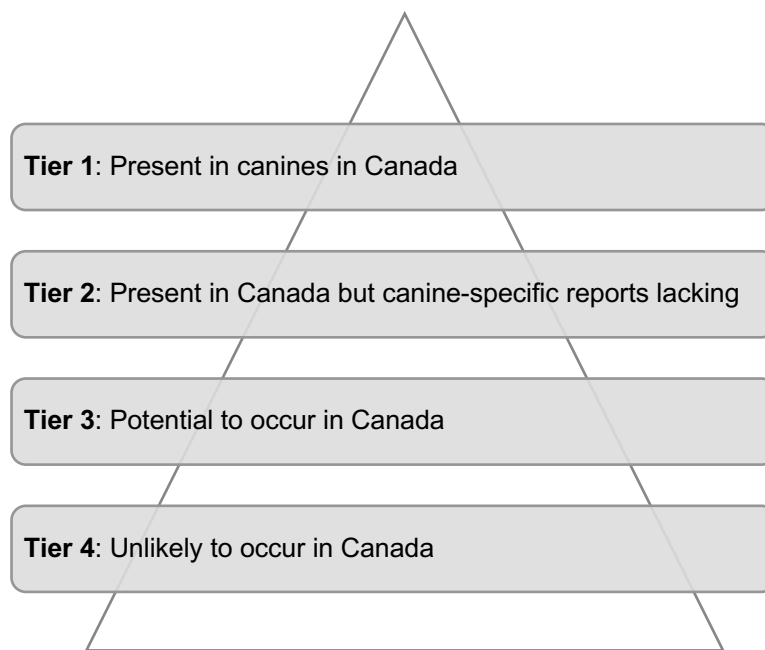 Tier 1: Present in canines in Canada
Tier 2: Present in Canada but canine-specific reports lacking
Tier 3: Potential to occur in Canada
Tier 4: Unlikely to occur in Canada